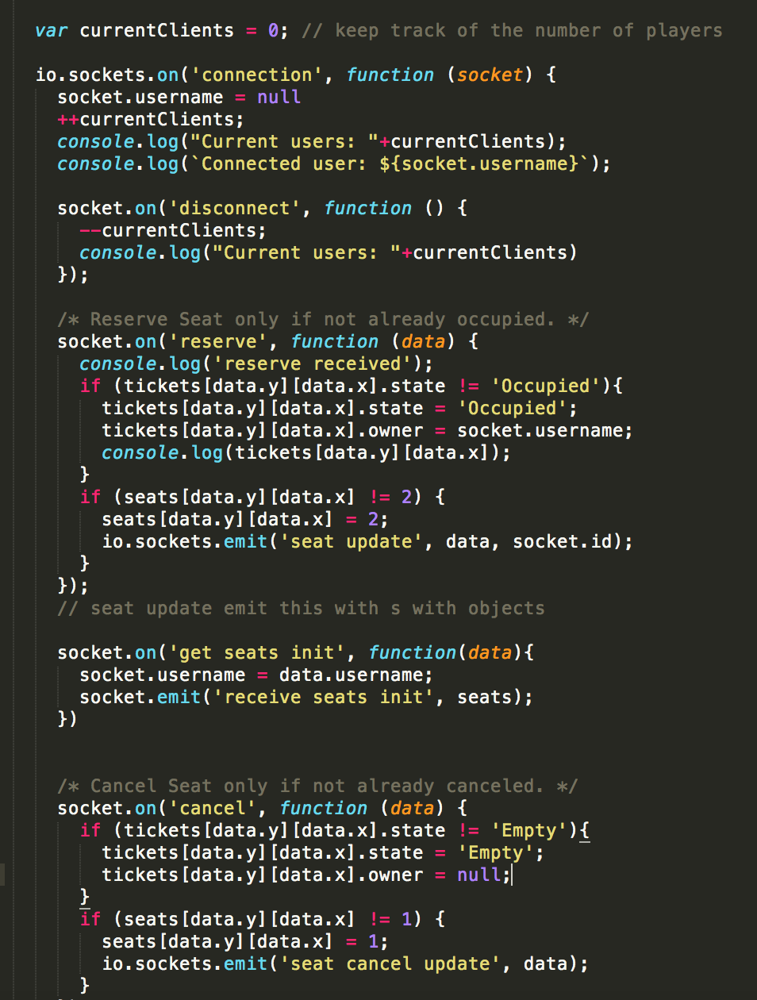 var currentClients = 0; // keep track of the number of players
io.sockets.on('connection', function (socket) {
socket.username = null
++currentClients;
console.log("Current users: "+currentClients);
console.log(`Connected user: ${socket.username}`);
socket.on('disconnect', function () {
--currentClients;
console.log("Current users: "+currentClients)
});
/* Reserve Seat only if not already occupied. */
socket.on('reserve', function (data) {
console.log('reserve received');
if (tickets[data.y][data.x].state != 'Occupied'){
tickets[data.y][data.x].state = 'Occupied';
tickets[data.y][data.x].owner = socket.username;
console.log(tickets[data.y][data.x]);
}
if (seats[data.y][data.x] != 2) {
seats[data.y][data.x] = 2;
io.sockets.emit('seat update', data, socket.id);
}
});
// seat update emit this with s with objects
socket.on('get seats init', function(data){
socket.username = data.username;
socket.emit('receive seats init', seats);
})
/* Cancel Seat only if not already canceled. */
socket.on('cancel', function (data) {
if (tickets[data.y][data.x].state != 'Empty'){
tickets[data.y][data.x].state = 'Empty';
tickets[data.y][data.x].owner = null;
}
if (seats[data.y][data.x] != 1) {
seats[data.y][data.x] = 1;
io.sockets.emit('seat cancel update', data);
}